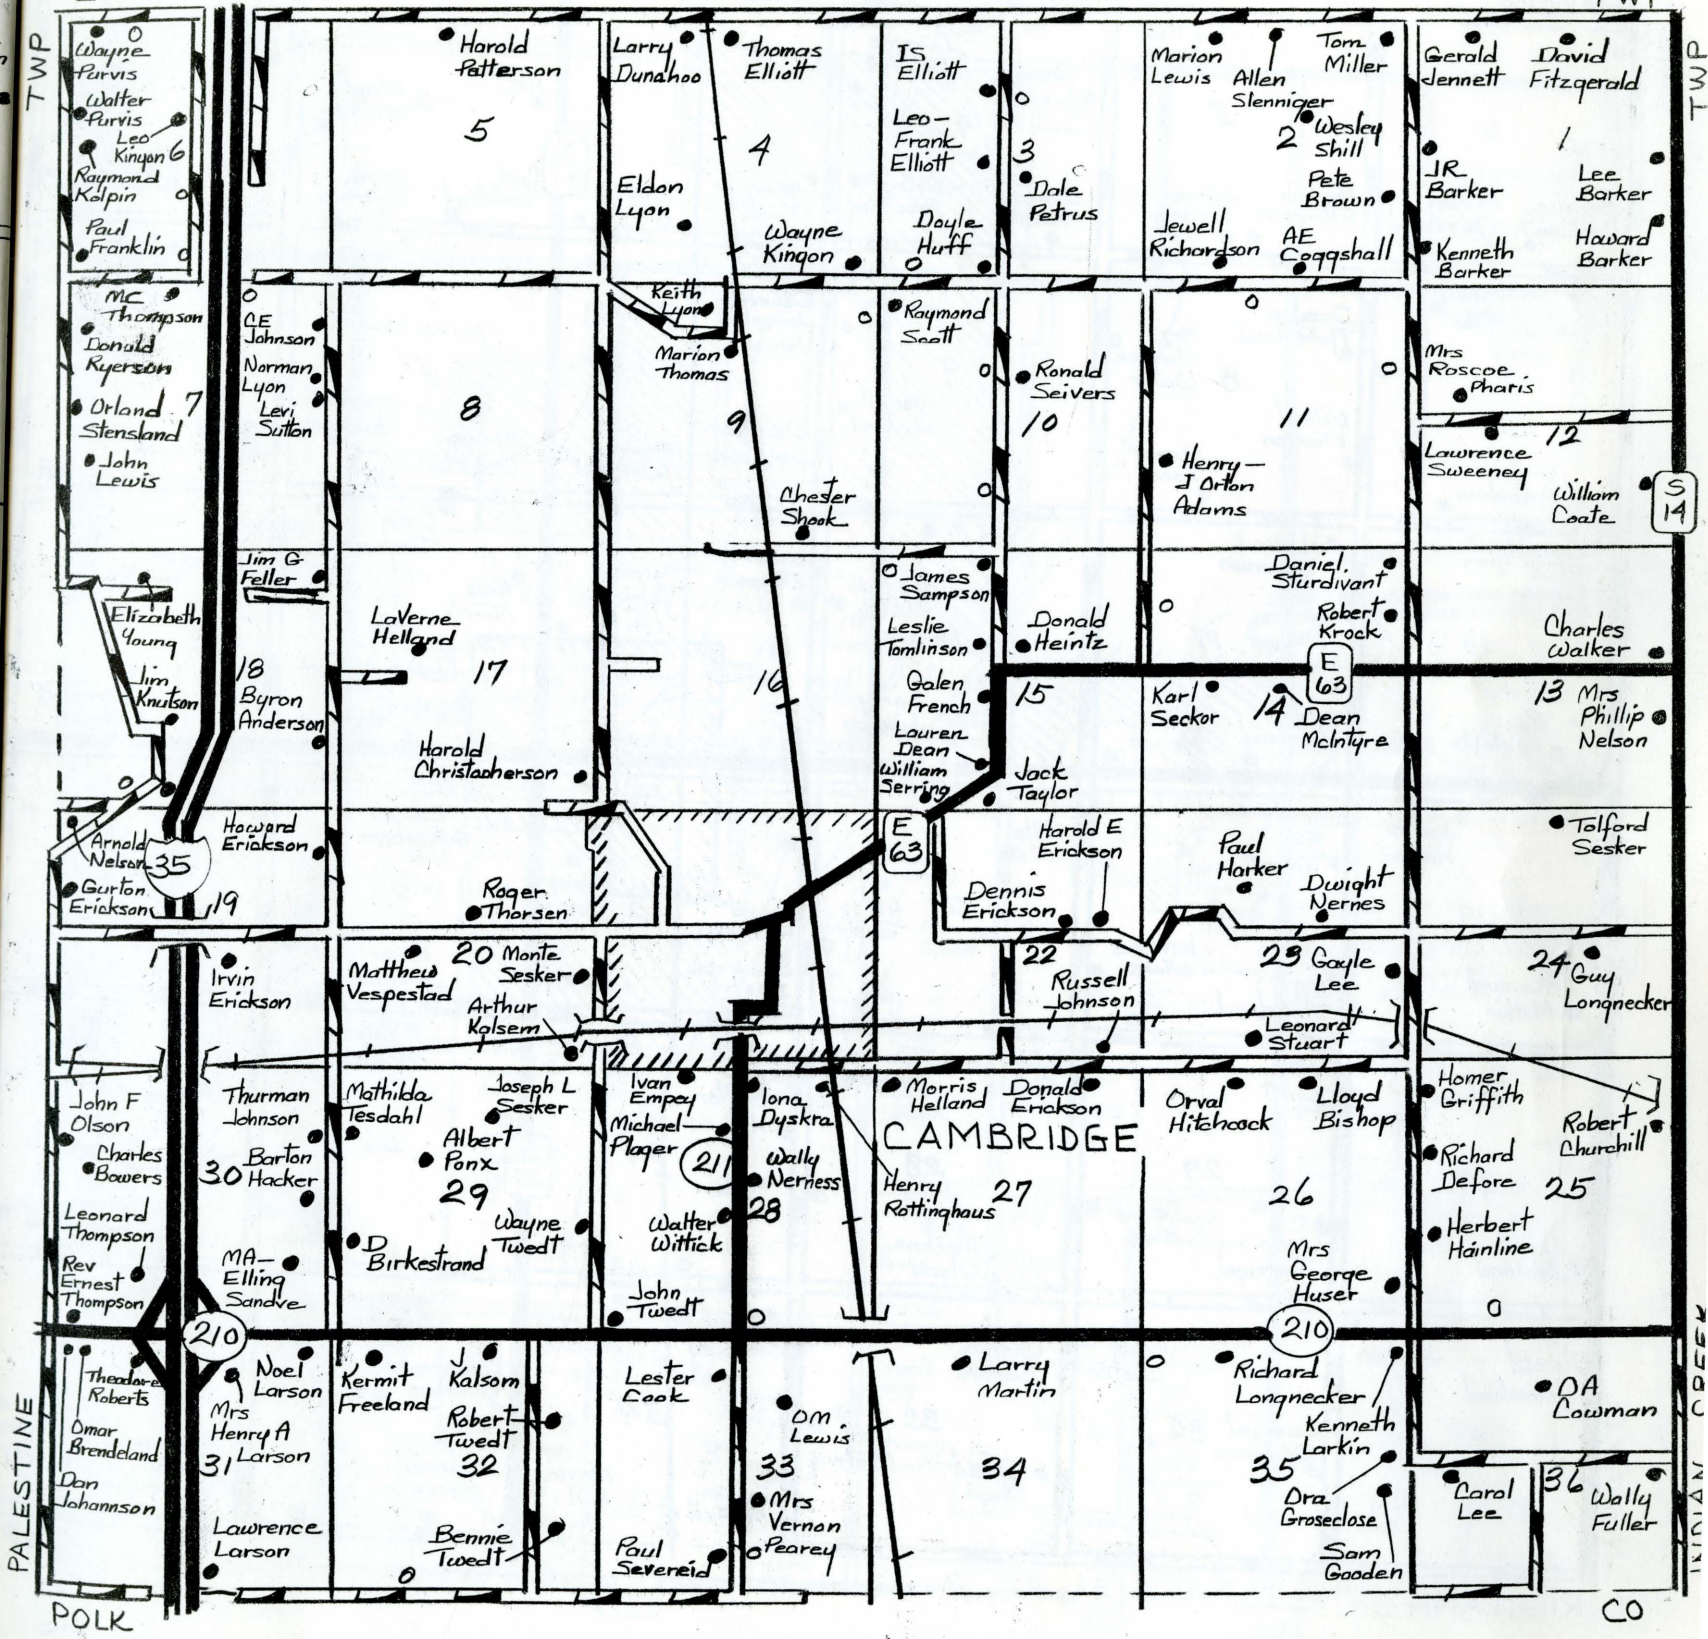 TWP
TWP
Wayne
Purvis
Walter
Purvis
Leo
Kinyon
6
Raymond
Kolpin
Paul
Franklin
Harold
Patterson
5
Larry
Dunahoo
Thomas
Elliott
4
Eldon
Lyon
Wayne
Kingon
IS
Elliott
Leo-
Frank
Elliott
Doyle
Huff
3
Dale
Petrus
Marion
Lewis
Allen
Slenniger
Tom
Miller
2
Wesley
Shill
Pete
Brown
Jewell
Richardson
AE
Coggshall
Gerald
Jennett
David
Fitzgerald
1
JR
Barker
Lee
Barker
Kenneth
Barker
Howard
Barker
MC
Thompson
Donald
Ryerson
Orland
Stensland
7
John
Lewis
CE
Johnson
Norman
Lyon
Levi
Sutton
8
Keith
Lyon
Marion
Thomas
9
Chester
Shook
Raymond
Scott
Ronald
Seivers
10
11
Henry-
J Orton
Adams
Mrs
Roscoe
Pharis
12
Lawrence
Sweeney
William
Coate
S
14
Elizabeth
Young
Jim
Knutson
Jim G
Feller
18
Byron
Anderson
LaVerne
Helland
17
Harold
Christopherson
16
James
Sampson
Leslie
Tomlinson
Galen
French
Lauren
Dean
William
Serring
Donald
Heintz
15
Jack
Taylor
Daniel
Sturdivant
Robert
Krock
E
63
Karl
Seckor
14
Dean
McIntyre
Charles
Walker
13
Mrs
Phillip
Nelson
Arnold
Nelson
35
Gurton
Erickson
19
Howard
Erickson
Roger
Thorsen
E
63
Harold E
Erickson
Dennis
Erickson
Paul
Harker
Dwight
Nernes
Tolford
Sesker
Irvin
Erickson
Matthew
Vespestad
20
Monte
Sesker
Arthur
Kalsem
22
Russell
Johnson
23
Gayle
Lee
Leonard
Stuart
24
Guy
Longnecker
John F
Olson
Charles
Bowers
Leonard
Thompson
Rev
Ernest
Thompson
Thurman
Johnson
30
Barton
Hacker
MA-
Elling
Sandve
Mathilda
Tesdahl
Joseph L
Sesker
Albert
Ponx
29
Wayne
Twedt
D
Birkestrand
Ivan
Empey
Michael
Plager
211
Walter
Wittick
John
Twedt
Iona
Dyskra
Wally
Nerness
28
Morris
Helland
Donald
Erickson
CAMBRIDGE
Henry
Rottinghaus
27
Orval
Hitchcock
Lloyd
Bishop
26
Mrs
George
Huser
Homer
Griffith
Robert
Churchill
Richard
Defore
25
Herbert
Hainline
210
210
Theodore
Roberts
Omar
Brendeland
Dan
Johannson
Noel
Larson
Mrs
Henry A
Larson
31
Lawrence
Larson
Kermit
Freeland
J
Kalsom
Robert
Twedt
32
Bennie
Twedt
Lester
Cook
Paul
Severeid
OM
Lewis
33
Mrs
Vernon
Pearey
Larry
Martin
34
Richard
Longnecker
Kenneth
Larkin
35
Ora
Groseclose
Sam
Gooden
OA
Cowman
Carol
Lee
36
Wally
Fuller
PALESTINE
INDIAN CREEK
POLK
CO